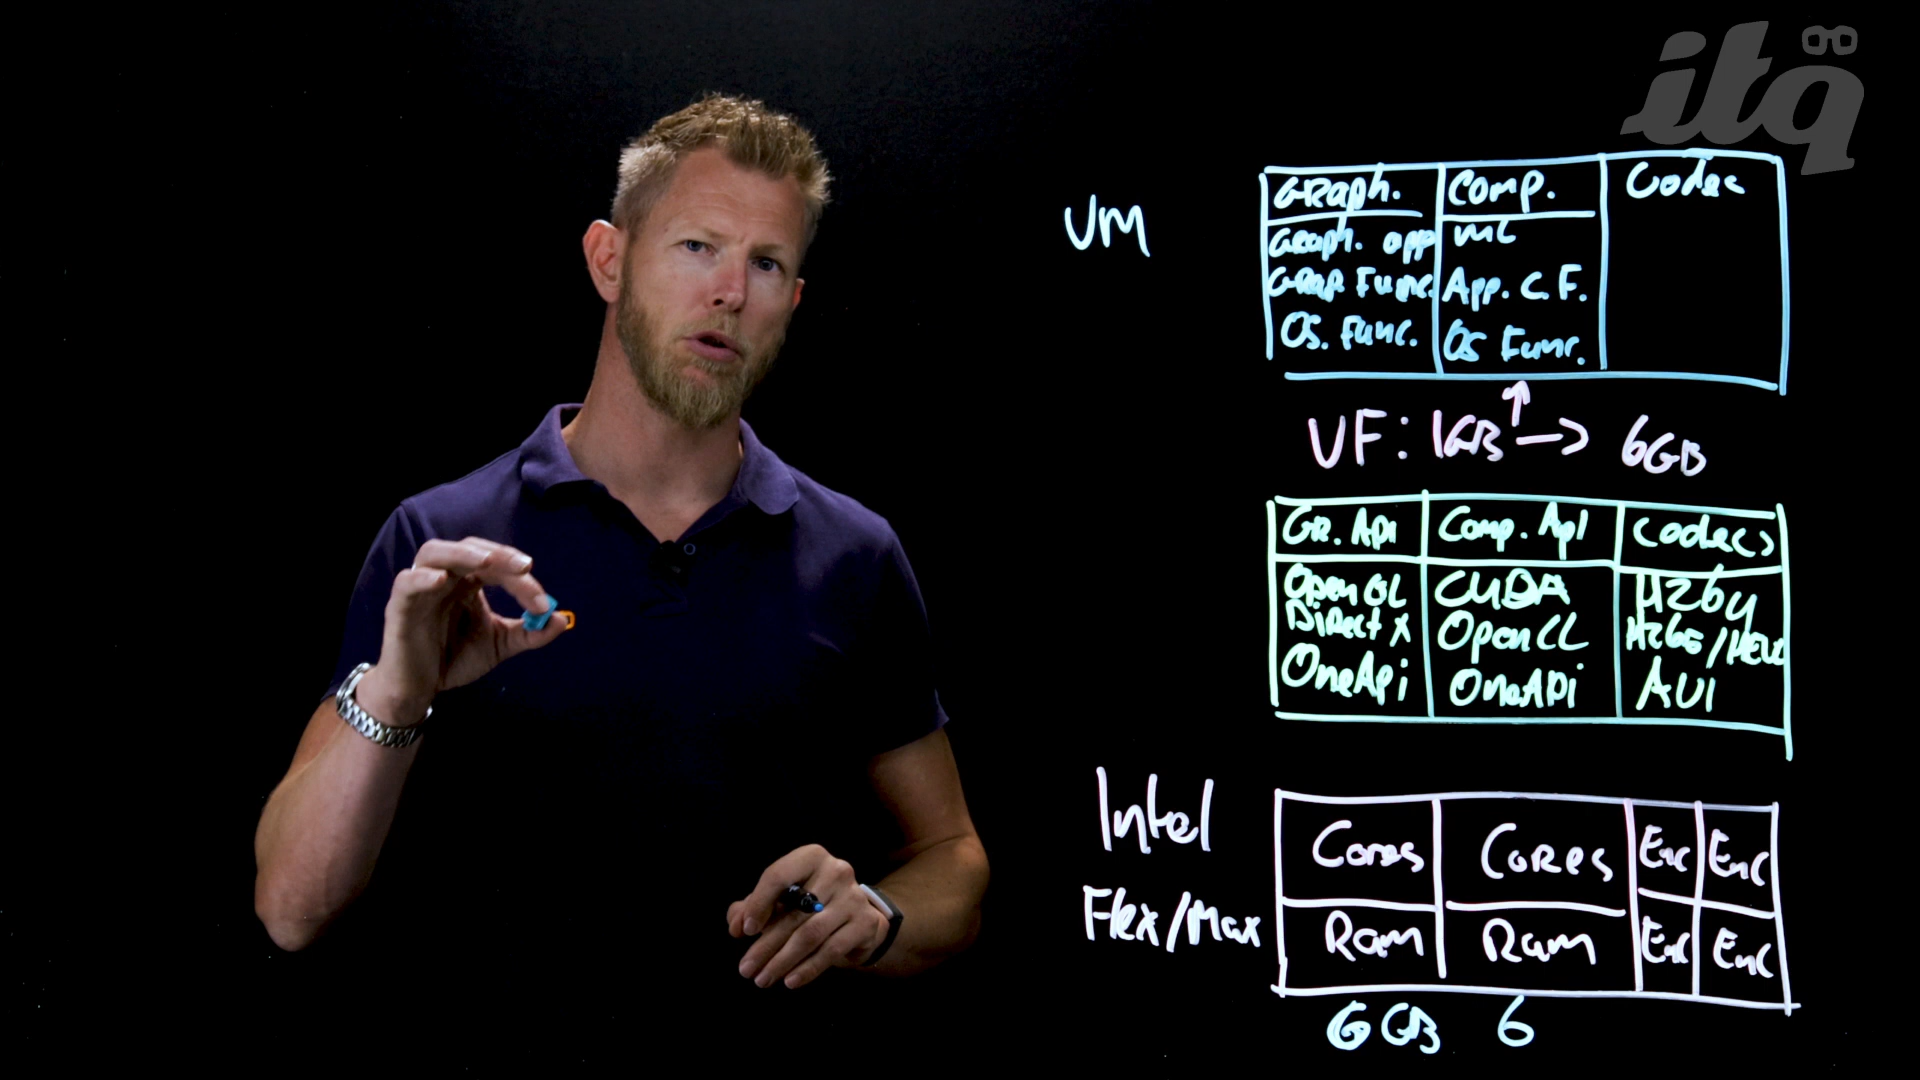 itq
VM
Graph. Comp. Codec
Graph. app ML
Graph Func. App. C.F.
OS. Func. OS Func.
VF: 1GB → 6GB
Gr. Api Comp. Api Codecs
OpenGL CUDA H264
DirectX OpenCL H265/HEVC
OneApi OneAPi AV1
Intel
Flex/Max
Cores Cores Enc Enc
Ram Ram Enc Enc
6GB 6